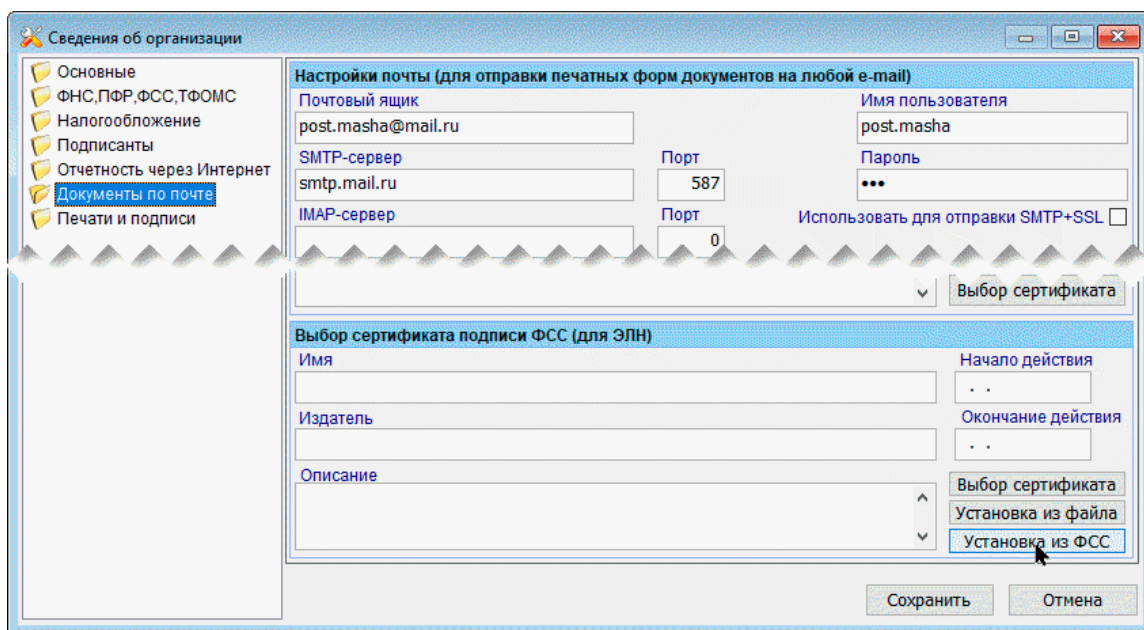 Сведения об организации
Основные
ФНС,ПФР,ФСС,ТФОМС
Налогообложение
Подписанты
Отчетность через Интернет
Документы по почте
Печати и подписи
Настройки почты (для отправки печатных форм документов на любой e-mail)
Почтовый ящик Имя пользователя
post.masha@mail.ru post.masha
SMTP-сервер Порт Пароль
smtp.mail.ru 587 •••
IMAP-сервер Порт Использовать для отправки SMTP+SSL
0
Выбор сертификата
Выбор сертификата подписи ФСС (для ЭЛН)
Имя Начало действия
. .
Издатель Окончание действия
. .
Описание
Выбор сертификата
Установка из файла
Установка из ФСС
Сохранить Отмена